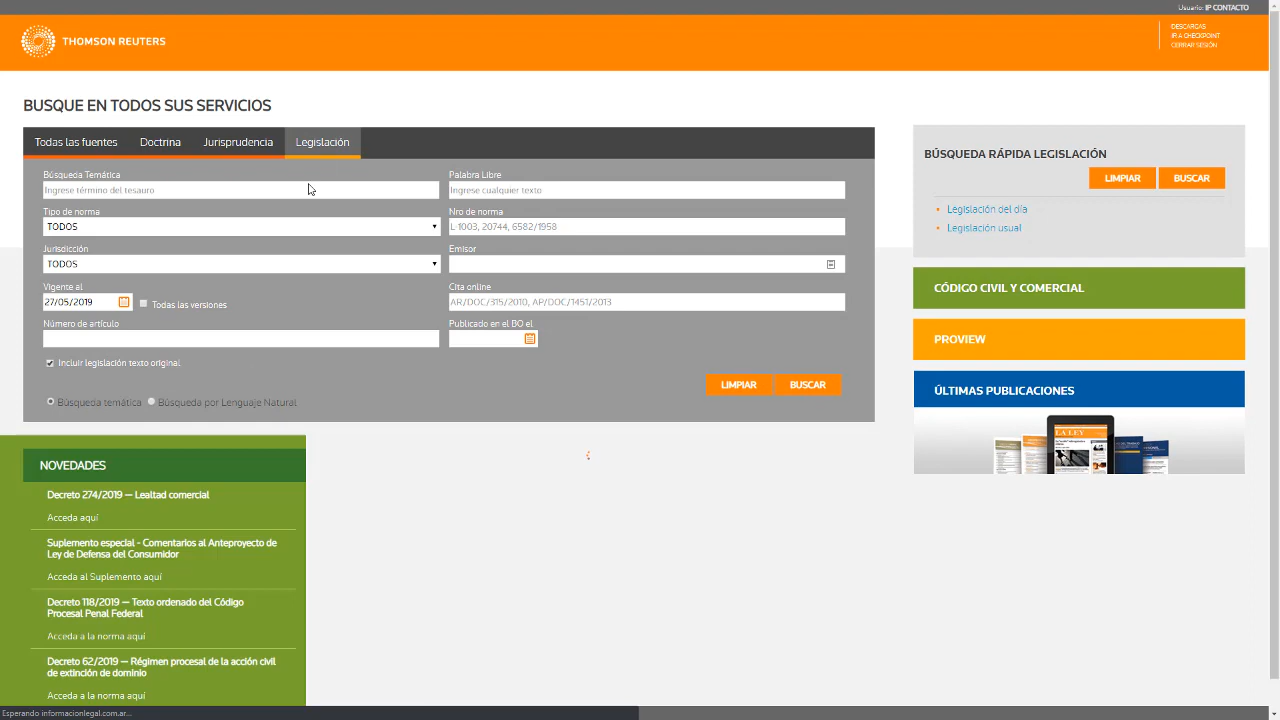 Usuario: IP CONTACTO
THOMSON REUTERS
DESCARGAS
IR A CHECKPOINT
CERRAR SESIÓN
BUSQUE EN TODOS SUS SERVICIOS
Todas las fuentes
Doctrina
Jurisprudencia
Legislación
Búsqueda Temática
Palabra Libre
Ingrese término del tesauro
Ingrese cualquier texto
Tipo de norma
Nro de norma
TODOS
L-1003, 20744, 6582/1958
Jurisdicción
Emisor
TODOS
Vigente al
Cita online
27/05/2019
Todas las versiones
AR/DOC/315/2010, AP/DOC/1451/2013
Número de artículo
Publicado en el BO el
Incluir legislación texto original
LIMPIAR
BUSCAR
Búsqueda temática
Búsqueda por Lenguaje Natural
BÚSQUEDA RÁPIDA LEGISLACIÓN
LIMPIAR
BUSCAR
Legislación del día
Legislación usual
CÓDIGO CIVIL Y COMERCIAL
PROVIEW
ÚLTIMAS PUBLICACIONES
LA LEY
NOVEDADES
Decreto 274/2019 — Lealtad comercial
Acceda aquí
Suplemento especial - Comentarios al Anteproyecto de
Ley de Defensa del Consumidor
Acceda al Suplemento aquí
Decreto 118/2019 — Texto ordenado del Código
Procesal Penal Federal
Acceda a la norma aquí
Decreto 62/2019 — Régimen procesal de la acción civil
de extinción de dominio
Acceda a la norma aquí
Esperando informacionlegal.com.ar...